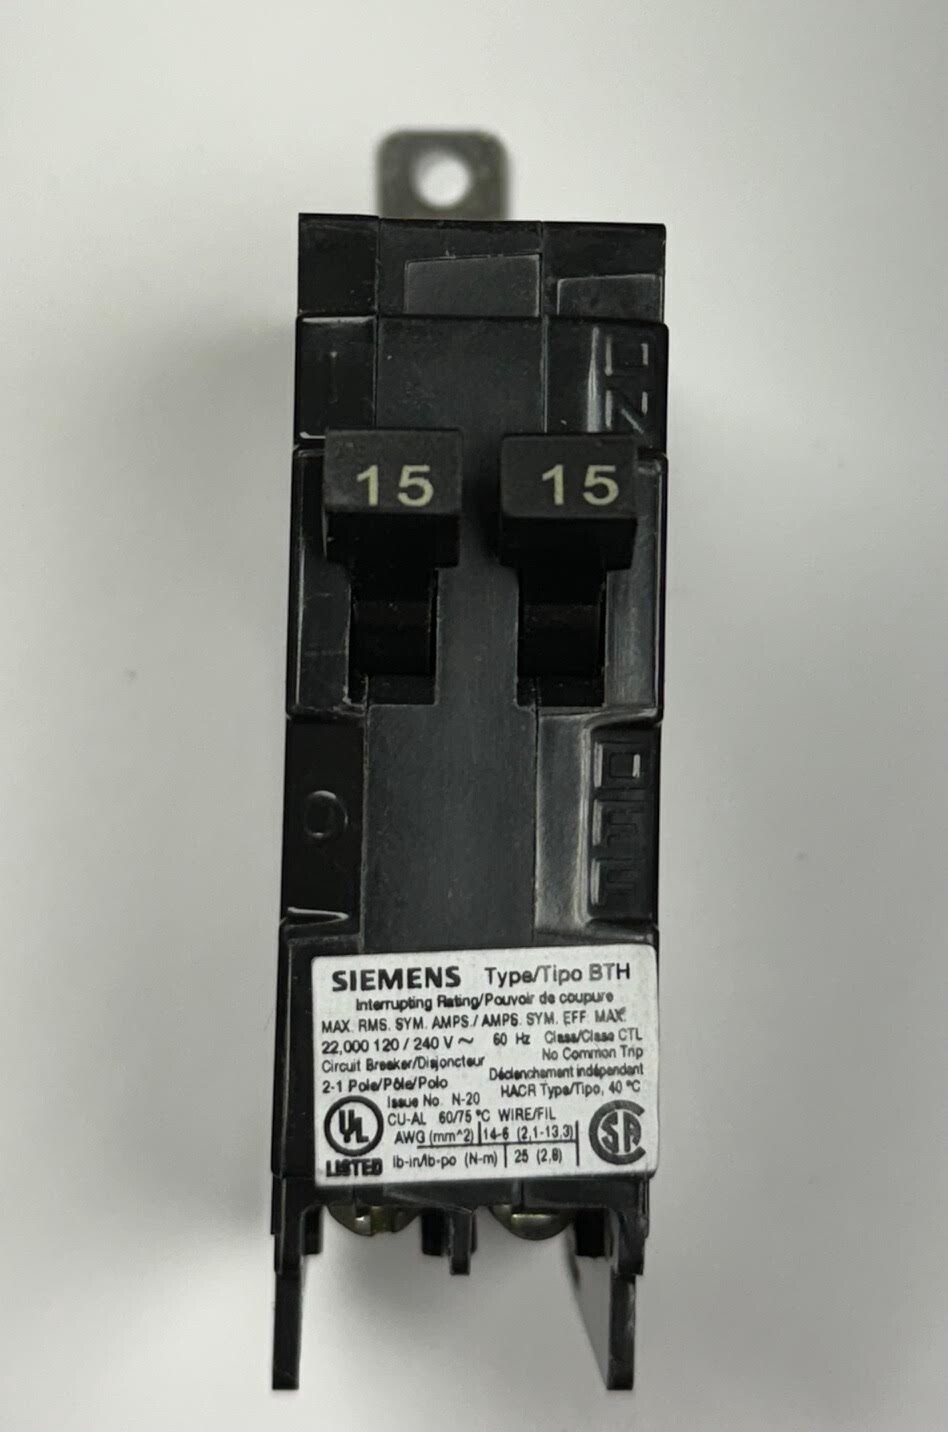 15 15
SIEMENS Type/Tipo BTH
Interrupting Rating/Pouvoir de coupure
MAX. RMS. SYM. AMPS./ AMPS. SYM. EFF. MAX.
22,000 120 / 240 V ~ 60 Hz Class/Clase CTL
No Common Trip
Circuit Breaker/Disjoncteur
Déclenchement indépendant
2-1 Pole/Pôle/Polo
HACR Type/Tipo, 40 °C
Issue No. N-20
CU-AL 60/75 °C WIRE/FIL
AWG (mm^2) 14-6 (2,1-13,3)
lb-in/lb-po (N-m) 25 (2,8)
UL
LISTED
SA